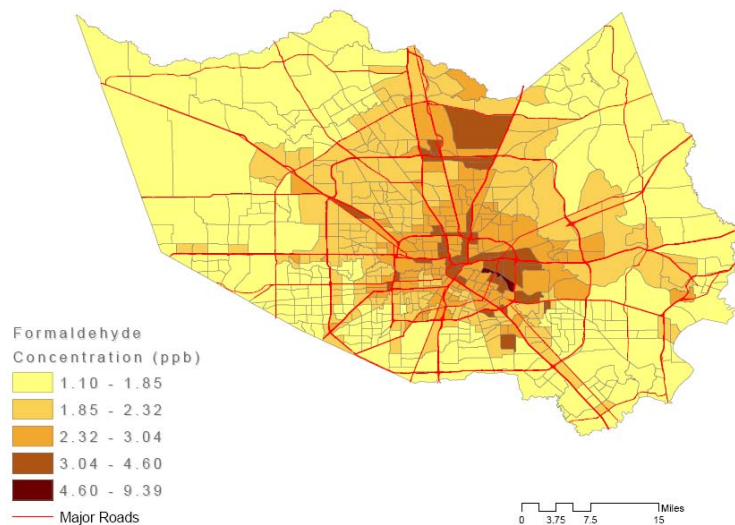 Formaldehyde
Concentration (ppb)
1.10 - 1.85
1.85 - 2.32
2.32 - 3.04
3.04 - 4.60
4.60 - 9.39
Major Roads
Miles
0 3.75 7.5 15